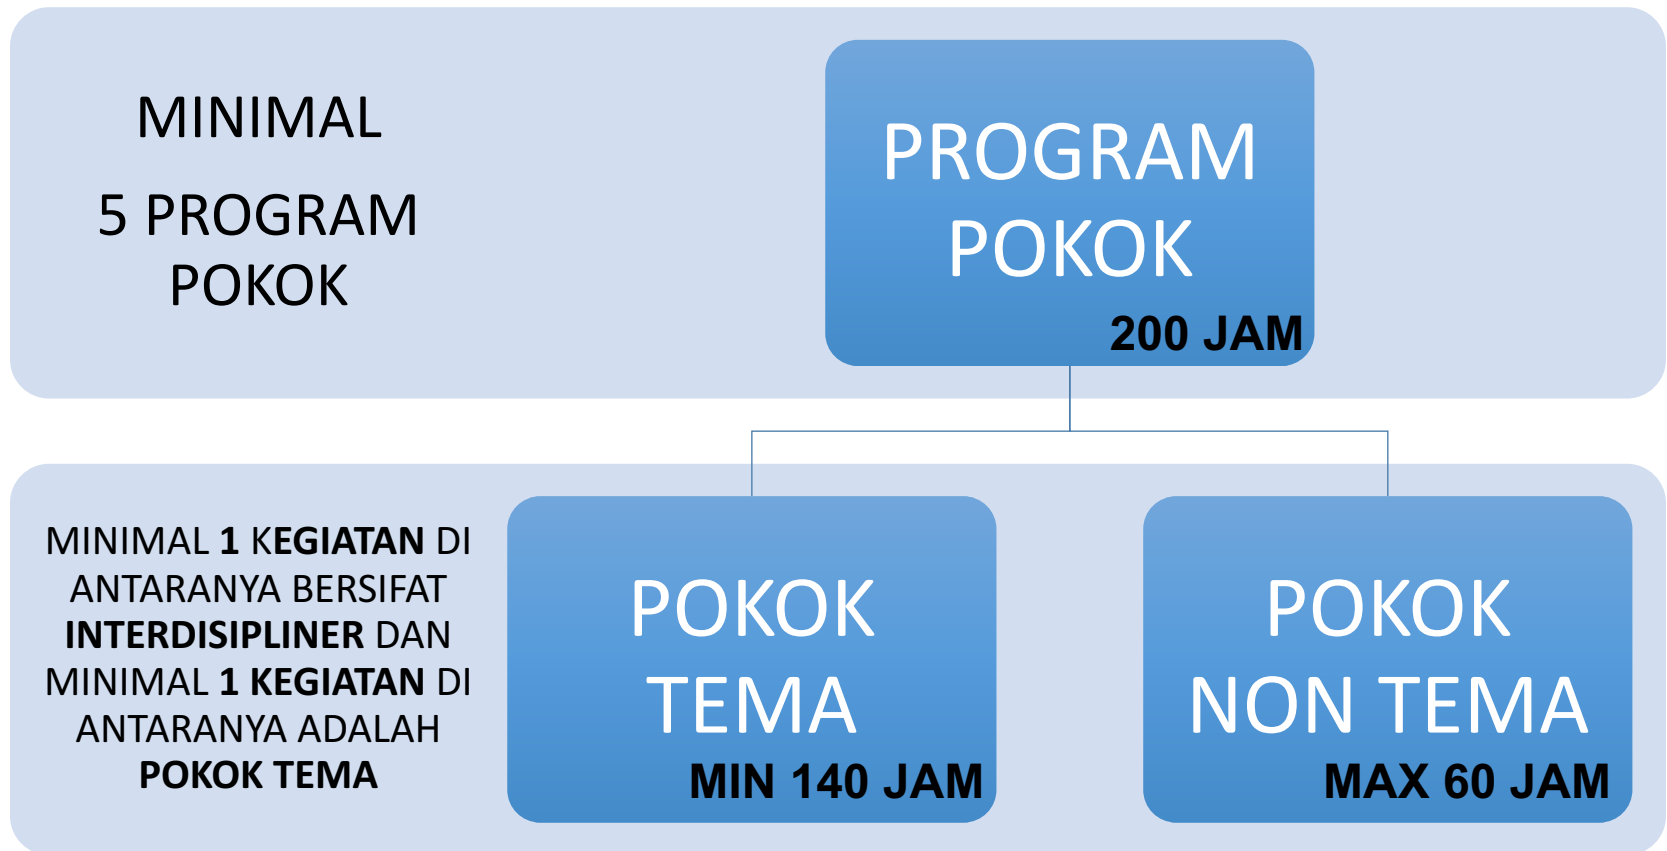 MINIMAL
5 PROGRAM
POKOK
PROGRAM
POKOK
200 JAM
MINIMAL 1 KEGIATAN DI
ANTARANYA BERSIFAT
INTERDISIPLINER DAN
MINIMAL 1 KEGIATAN DI
ANTARANYA ADALAH
POKOK TEMA
POKOK
TEMA
MIN 140 JAM
POKOK
NON TEMA
MAX 60 JAM